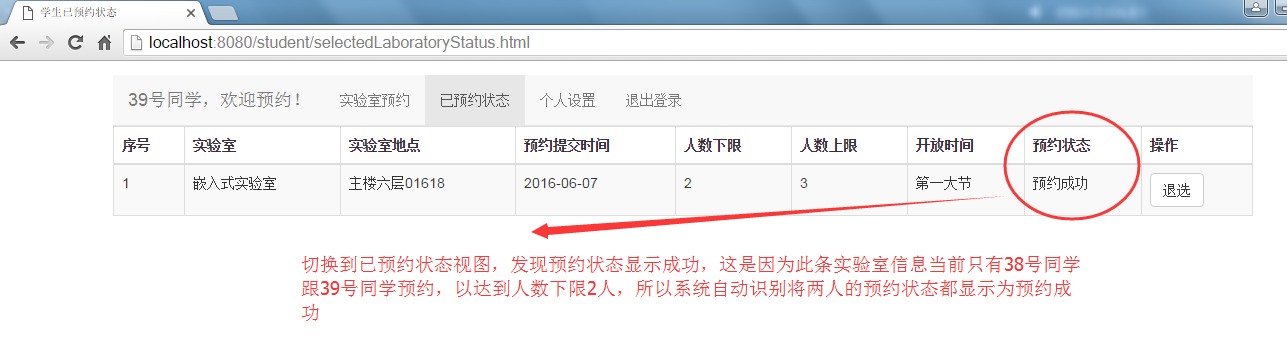 学生已预约状态
localhost:8080/student/selectedLaboratoryStatus.html
39号同学，欢迎预约！ 实验室预约 已预约状态 个人设置 退出登录
序号 实验室 实验室地点 预约提交时间 人数下限 人数上限 开放时间 预约状态 操作
1 嵌入式实验室 主楼六层01618 2016-06-07 2 3 第一大节 预约成功 退选
切换到已预约状态视图，发现预约状态显示成功，这是因为此条实验室信息当前只有38号同学
跟39号同学预约，以达到人数下限2人，所以系统自动识别将两人的预约状态都显示为预约成
功